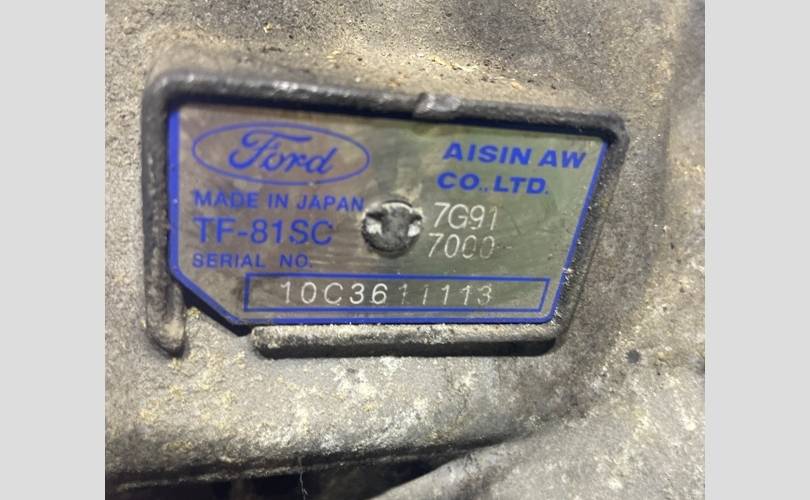 Ford
AISIN AW
CO.,LTD.
MADE IN JAPAN
TF-81SC
7G91
7000
SERIAL NO.
10C3611113